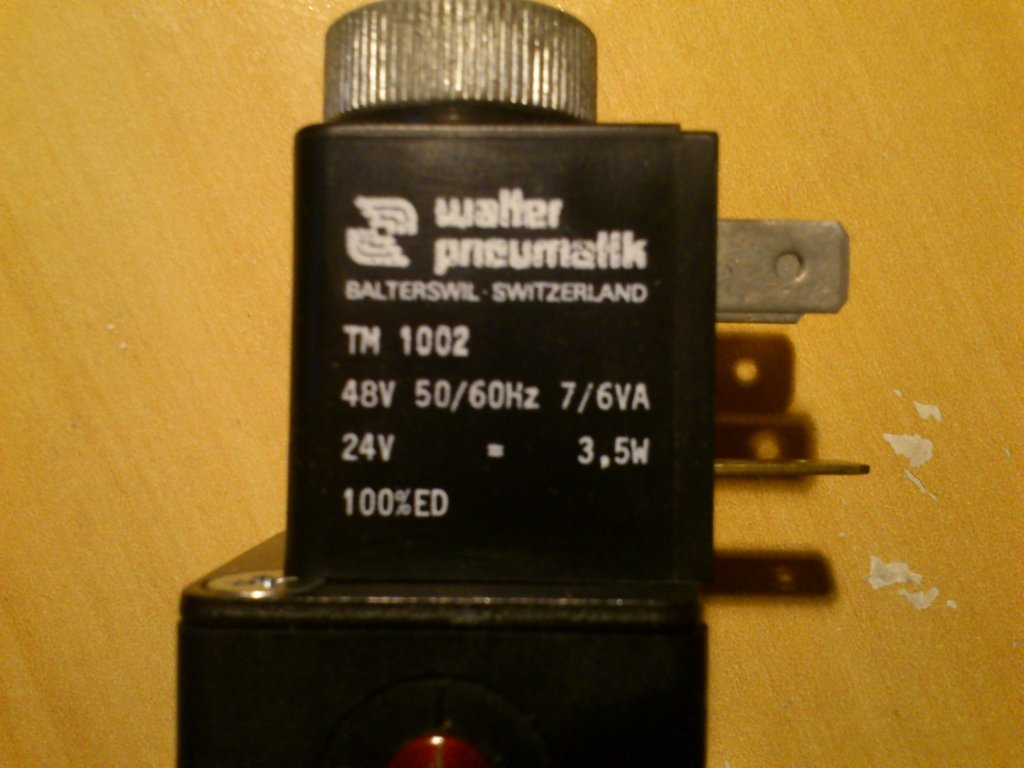 walter
pneumatik
BALTERSWIL · SWITZERLAND
TM 1002
48V 50/60Hz 7/6VA
24V = 3,5W
100%ED